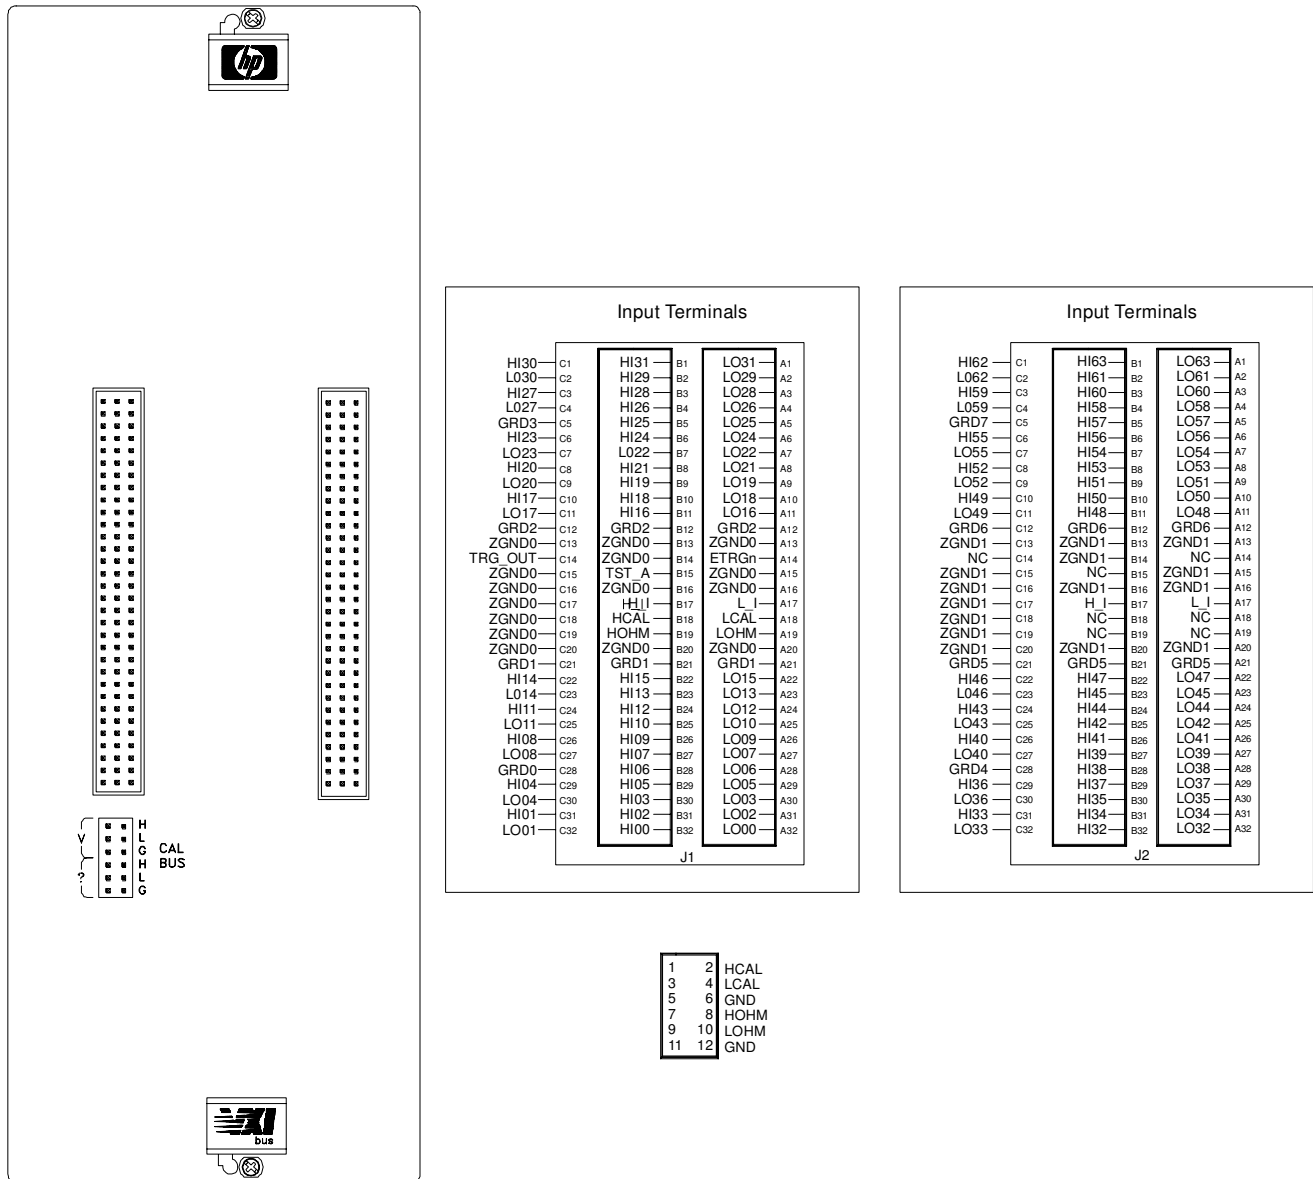 hp
Input Terminals
HI30 C1 HI31 B1 LO31 A1
L030 C2 HI29 B2 LO29 A2
HI27 C3 HI28 B3 LO28 A3
L027 C4 HI26 B4 LO26 A4
GRD3 C5 HI25 B5 LO25 A5
HI23 C6 HI24 B6 LO24 A6
LO23 C7 L022 B7 LO22 A7
HI20 C8 HI21 B8 LO21 A8
LO20 C9 HI19 B9 LO19 A9
HI17 C10 HI18 B10 LO18 A10
LO17 C11 HI16 B11 LO16 A11
GRD2 C12 GRD2 B12 GRD2 A12
ZGND0 C13 ZGND0 B13 ZGND0 A13
TRG_OUT C14 ZGND0 B14 ETRGn A14
ZGND0 C15 TST_A B15 ZGND0 A15
ZGND0 C16 ZGND0 B16 ZGND0 A16
ZGND0 C17 H_I B17 L_I A17
ZGND0 C18 HCAL B18 LCAL A18
ZGND0 C19 HOHM B19 LOHM A19
ZGND0 C20 ZGND0 B20 ZGND0 A20
GRD1 C21 GRD1 B21 GRD1 A21
HI14 C22 HI15 B22 LO15 A22
L014 C23 HI13 B23 LO13 A23
HI11 C24 HI12 B24 LO12 A24
LO11 C25 HI10 B25 LO10 A25
HI08 C26 HI09 B26 LO09 A26
LO08 C27 HI07 B27 LO07 A27
GRD0 C28 HI06 B28 LO06 A28
HI04 C29 HI05 B29 LO05 A29
LO04 C30 HI03 B30 LO03 A30
HI01 C31 HI02 B31 LO02 A31
LO01 C32 HI00 B32 LO00 A32
J1
Input Terminals
HI62 C1 HI63 B1 LO63 A1
L062 C2 HI61 B2 LO61 A2
HI59 C3 HI60 B3 LO60 A3
L059 C4 HI58 B4 LO58 A4
GRD7 C5 HI57 B5 LO57 A5
HI55 C6 HI56 B6 LO56 A6
LO55 C7 HI54 B7 LO54 A7
HI52 C8 HI53 B8 LO53 A8
LO52 C9 HI51 B9 LO51 A9
HI49 C10 HI50 B10 LO50 A10
LO49 C11 HI48 B11 LO48 A11
GRD6 C12 GRD6 B12 GRD6 A12
ZGND1 C13 ZGND1 B13 ZGND1 A13
NC C14 ZGND1 B14 NC A14
ZGND1 C15 NC B15 ZGND1 A15
ZGND1 C16 ZGND1 B16 ZGND1 A16
ZGND1 C17 H_I B17 L_I A17
ZGND1 C18 NC B18 NC A18
ZGND1 C19 NC B19 NC A19
ZGND1 C20 ZGND1 B20 ZGND1 A20
GRD5 C21 GRD5 B21 GRD5 A21
HI46 C22 HI47 B22 LO47 A22
L046 C23 HI45 B23 LO45 A23
HI43 C24 HI44 B24 LO44 A24
LO43 C25 HI42 B25 LO42 A25
HI40 C26 HI41 B26 LO41 A26
LO40 C27 HI39 B27 LO39 A27
GRD4 C28 HI38 B28 LO38 A28
HI36 C29 HI37 B29 LO37 A29
LO36 C30 HI35 B30 LO35 A30
HI33 C31 HI34 B31 LO34 A31
LO33 C32 HI32 B32 LO32 A32
J2
V
?
H
L
G
H
L
G
CAL
BUS
1 2 HCAL
3 4 LCAL
5 6 GND
7 8 HOHM
9 10 LOHM
11 12 GND
VXI
bus